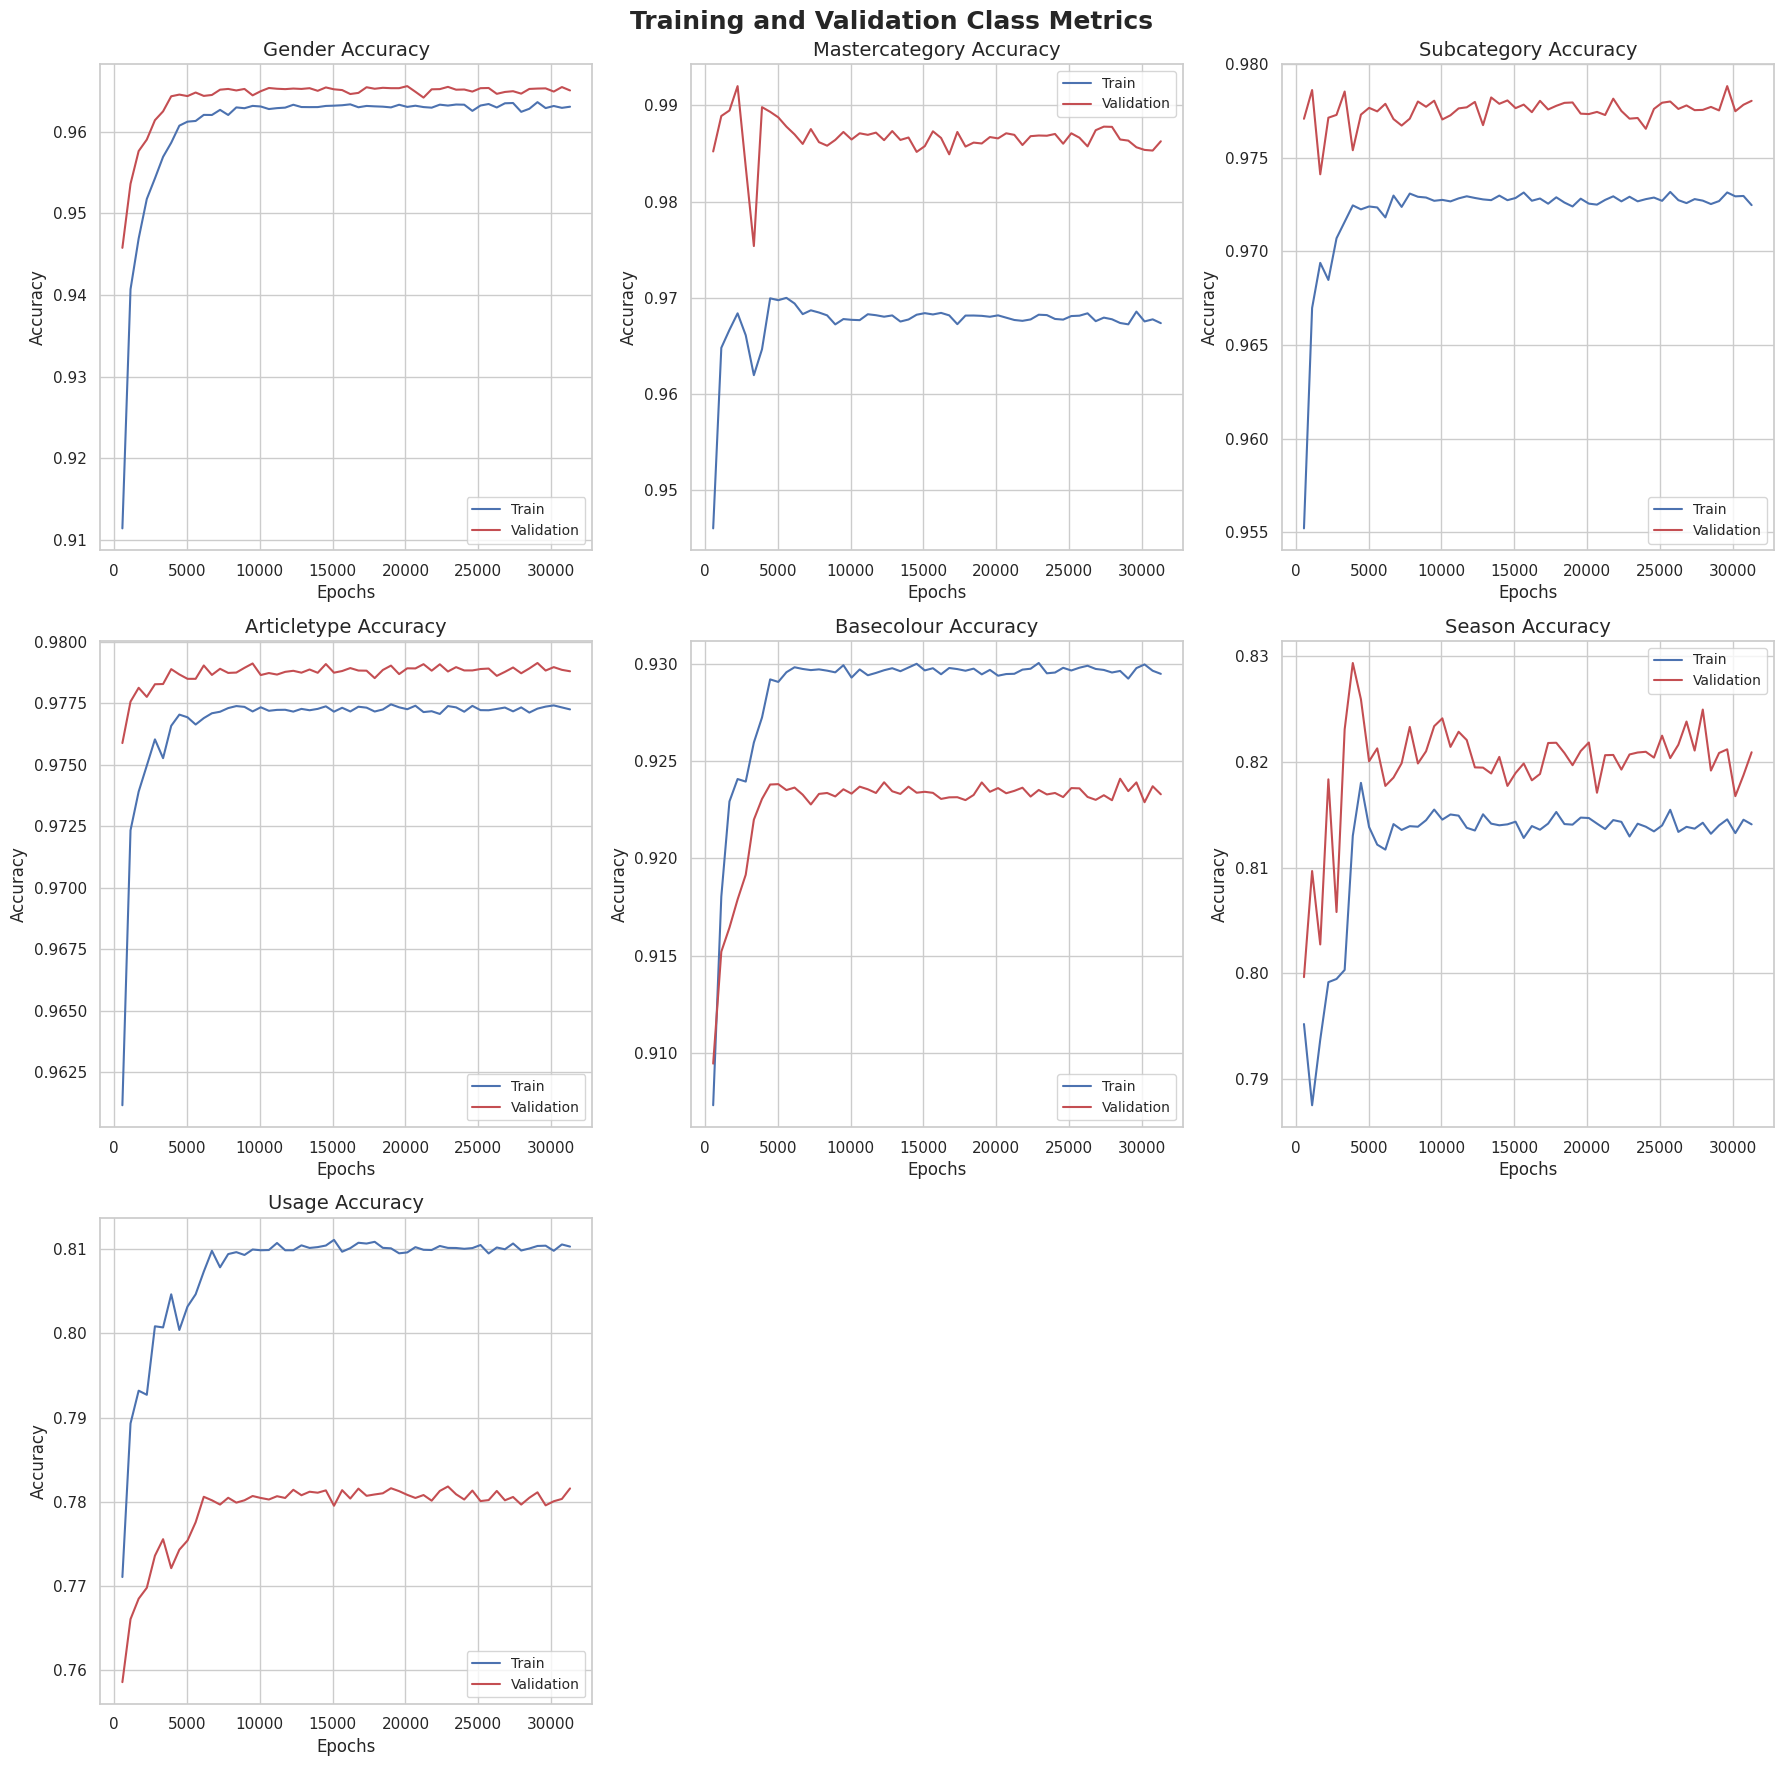 Training and Validation Class Metrics
Gender Accuracy
Accuracy
0.96
0.95
0.94
0.93
0.92
0.91
Train
Validation
0 5000 10000 15000 20000 25000 30000
Epochs
Mastercategory Accuracy
Accuracy
0.99
0.98
0.97
0.96
0.95
Train
Validation
0 5000 10000 15000 20000 25000 30000
Epochs
Subcategory Accuracy
Accuracy
0.980
0.975
0.970
0.965
0.960
0.955
Train
Validation
0 5000 10000 15000 20000 25000 30000
Epochs
Articletype Accuracy
Accuracy
0.9800
0.9775
0.9750
0.9725
0.9700
0.9675
0.9650
0.9625
Train
Validation
0 5000 10000 15000 20000 25000 30000
Epochs
Basecolour Accuracy
Accuracy
0.930
0.925
0.920
0.915
0.910
Train
Validation
0 5000 10000 15000 20000 25000 30000
Epochs
Season Accuracy
Accuracy
0.83
0.82
0.81
0.80
0.79
Train
Validation
0 5000 10000 15000 20000 25000 30000
Epochs
Usage Accuracy
Accuracy
0.81
0.80
0.79
0.78
0.77
0.76
Train
Validation
0 5000 10000 15000 20000 25000 30000
Epochs